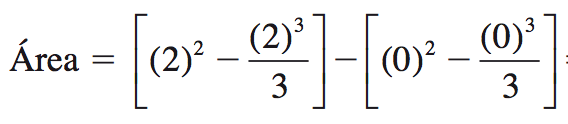 Área = [(2)² − (2)³/3] − [(0)² − (0)³/3] =